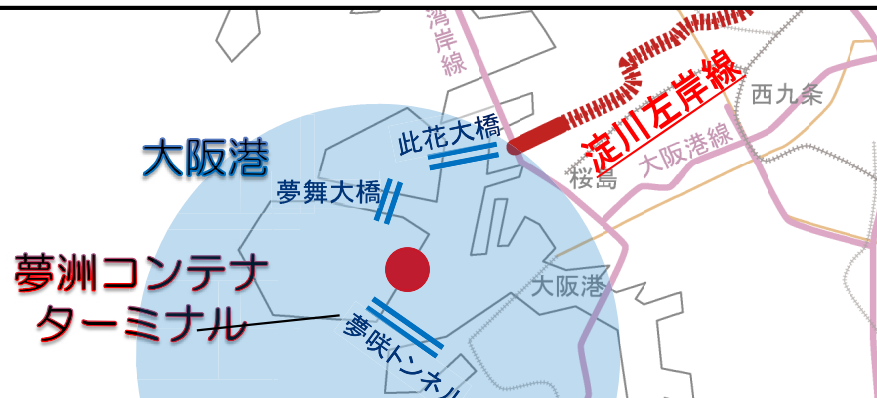 湾岸線
淀川左岸線
西九条
大阪港線
此花大橋
大阪港
桜島
夢舞大橋
夢洲コンテナ
ターミナル
大阪港
夢咲トンネル